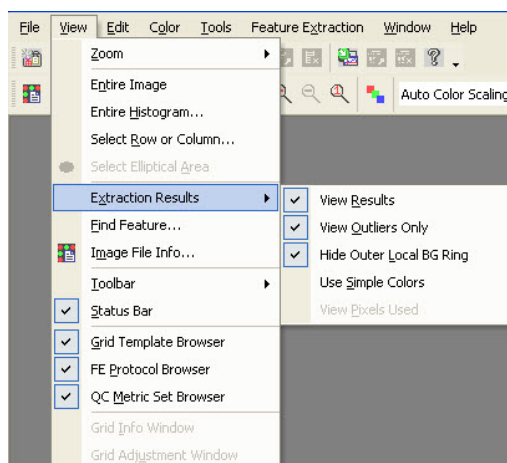 File View Edit Color Tools Feature Extraction Window Help
Zoom
Entire Image
Entire Histogram...
Auto Color Scaling
Select Row or Column...
Select Elliptical Area
Extraction Results
View Results
Find Feature...
View Outliers Only
Image File Info...
Hide Outer Local BG Ring
Toolbar
Use Simple Colors
Status Bar
View Pixels Used
Grid Template Browser
FE Protocol Browser
QC Metric Set Browser
Grid Info Window
Grid Adjustment Window